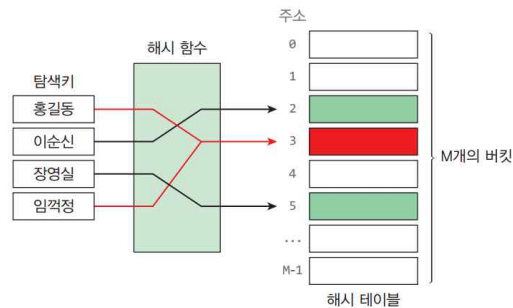 주소
해시 함수
탐색키
홍길동
이순신
장영실
임꺽정
0
1
2
3
4
5
...
M-1
M개의 버킷
해시 테이블